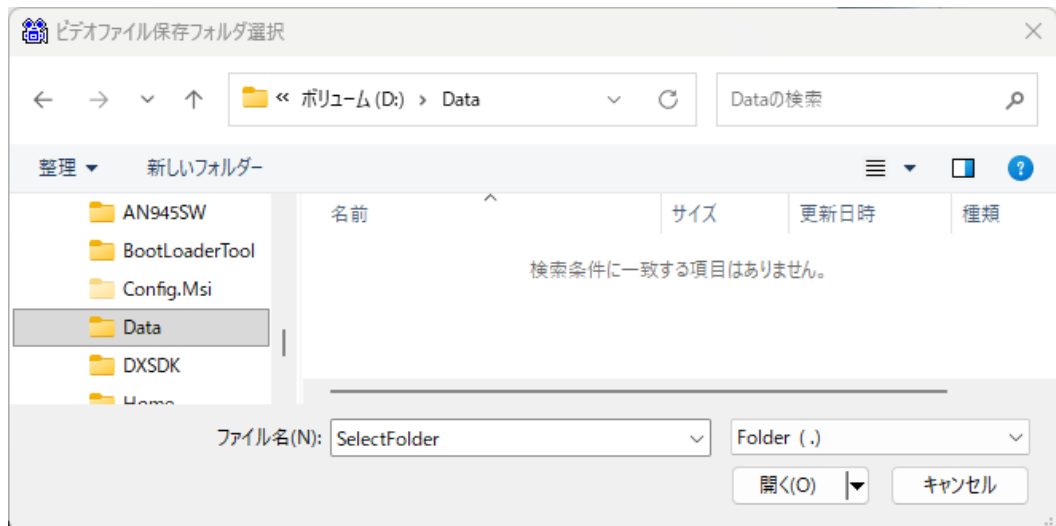 ビデオファイル保存フォルダ選択
« ボリューム (D:) › Data
Dataの検索
整理 新しいフォルダー
AN945SW
BootLoaderTool
Config.Msi
Data
DXSDK
Home
名前 サイズ 更新日時 種類
検索条件に一致する項目はありません。
ファイル名(N): SelectFolder Folder (.)
開く(O) キャンセル